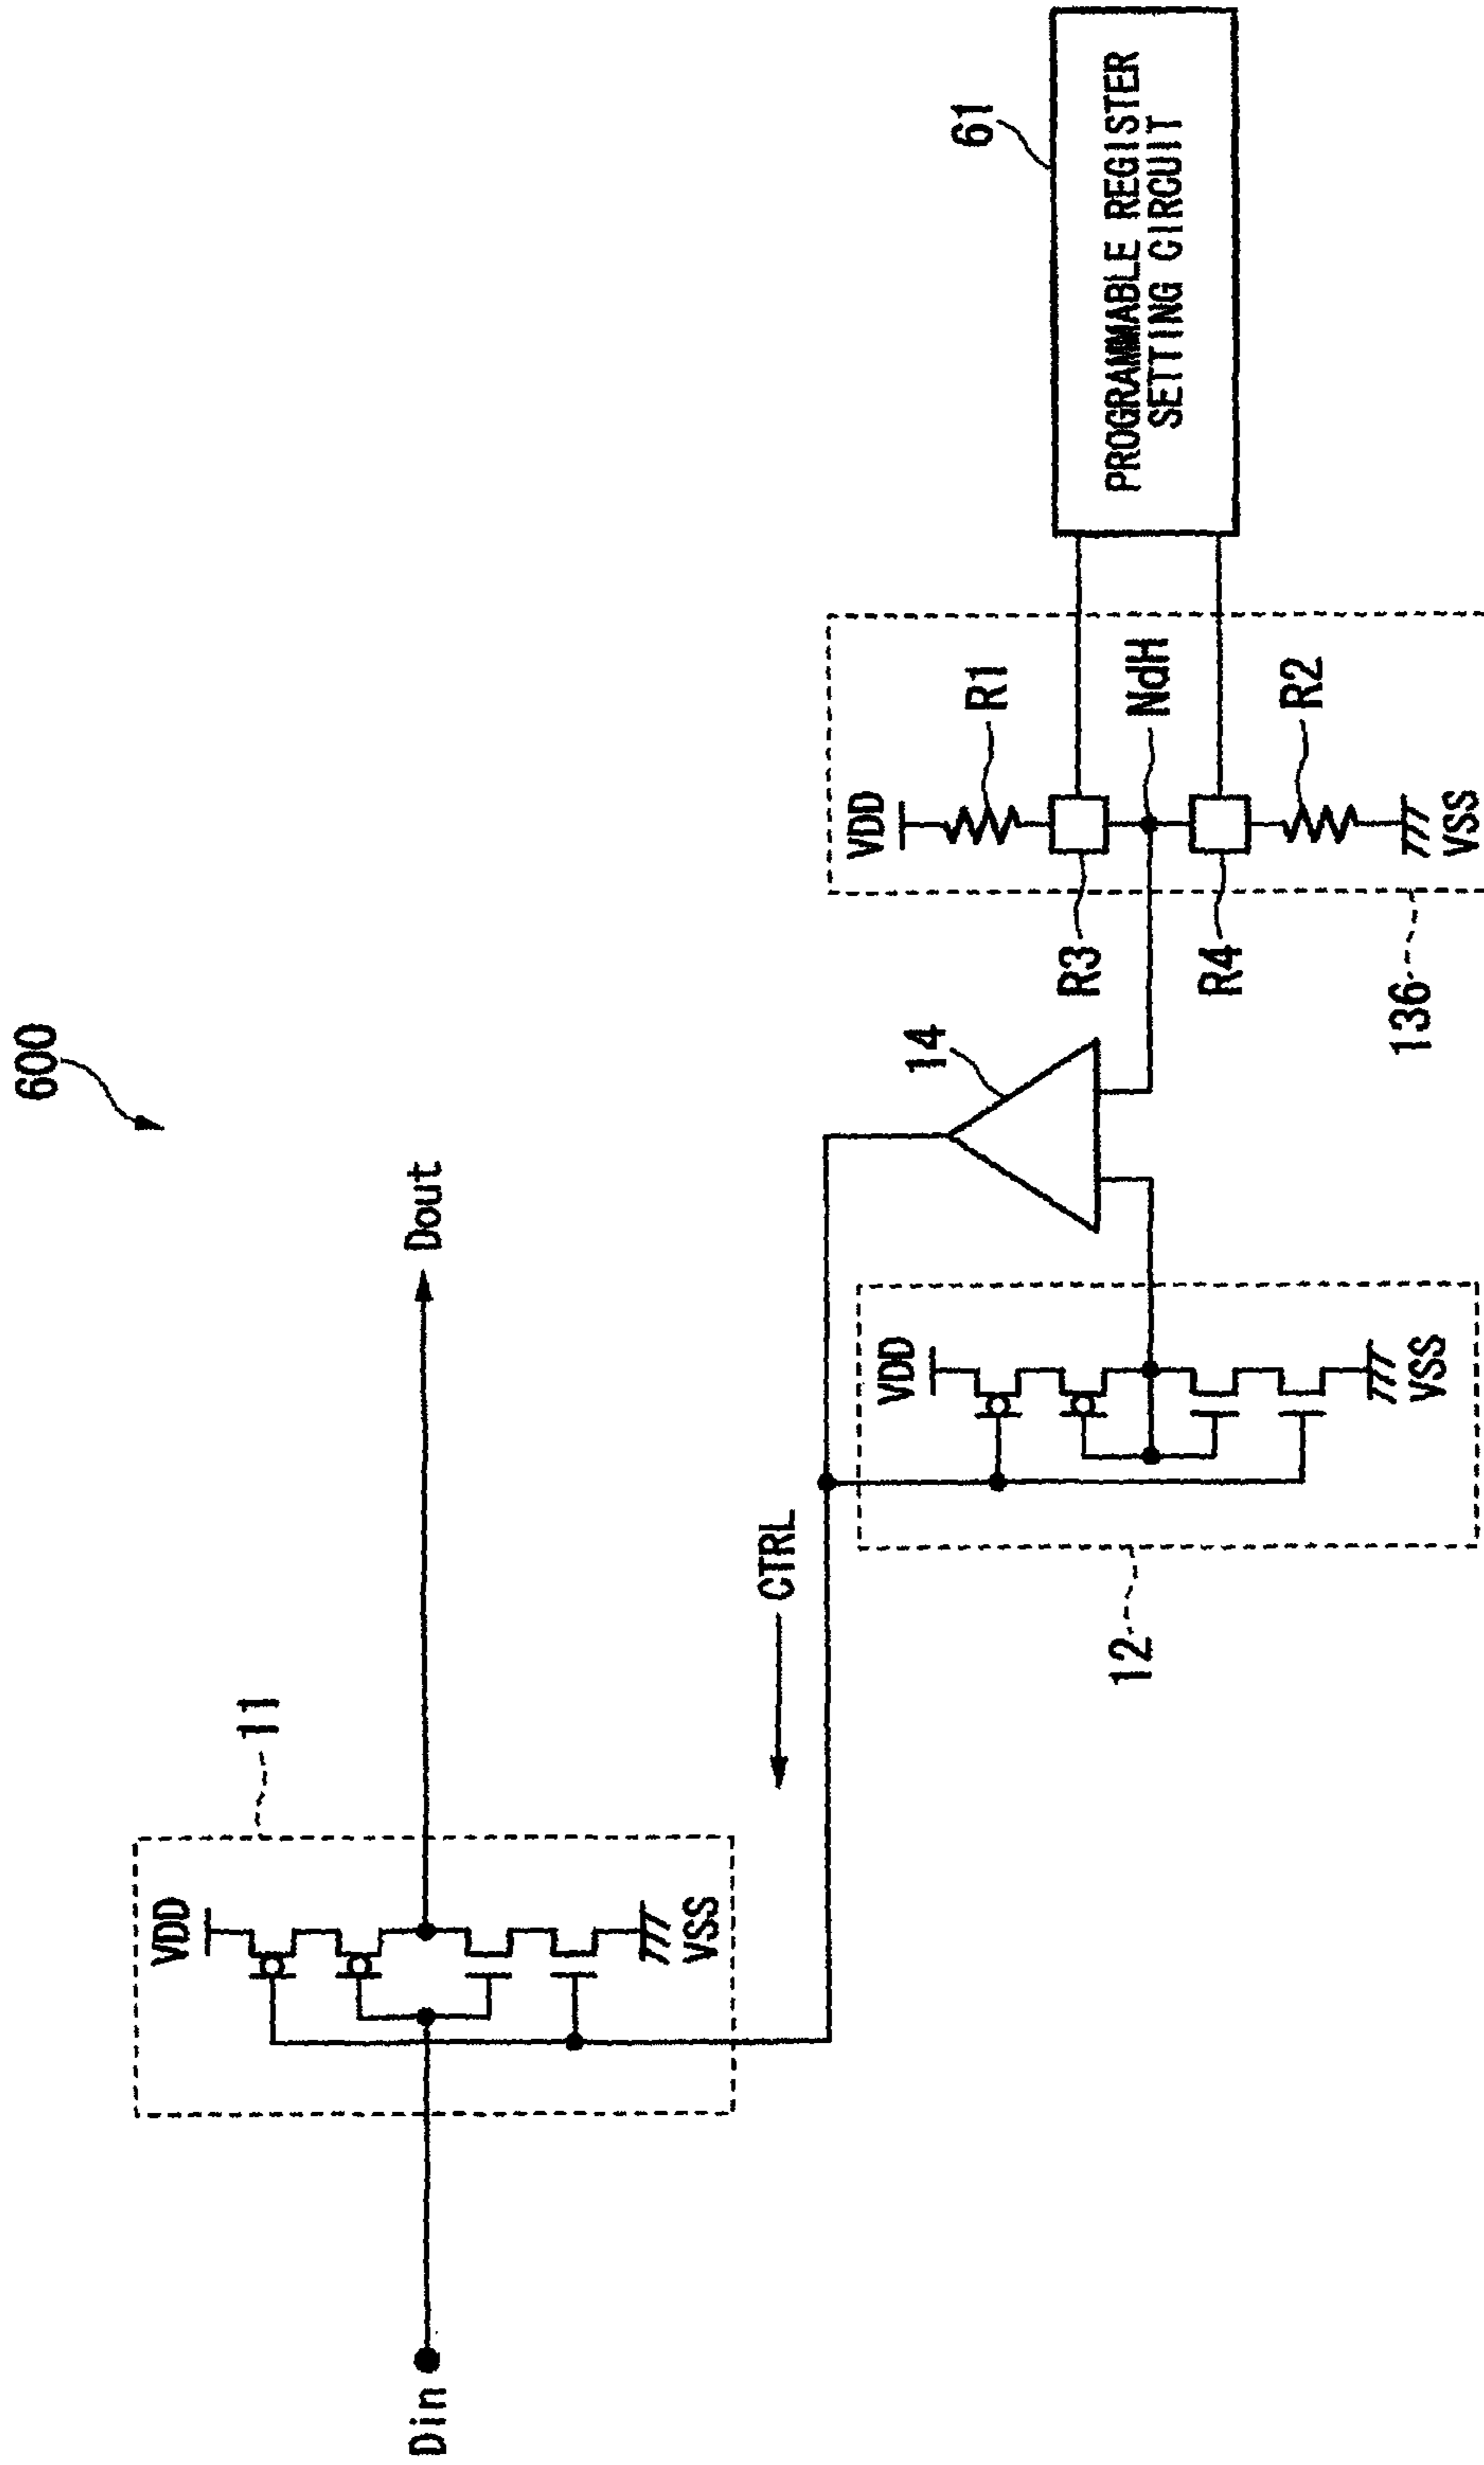 600
11
VDD
VSS
Din
Dout
CTRL
14
12
VDD
VSS
VDD
R1
R3
NdH
R4
R2
VSS
136
61
PROGRAMMABLE REGISTER
SETTING CIRCUIT